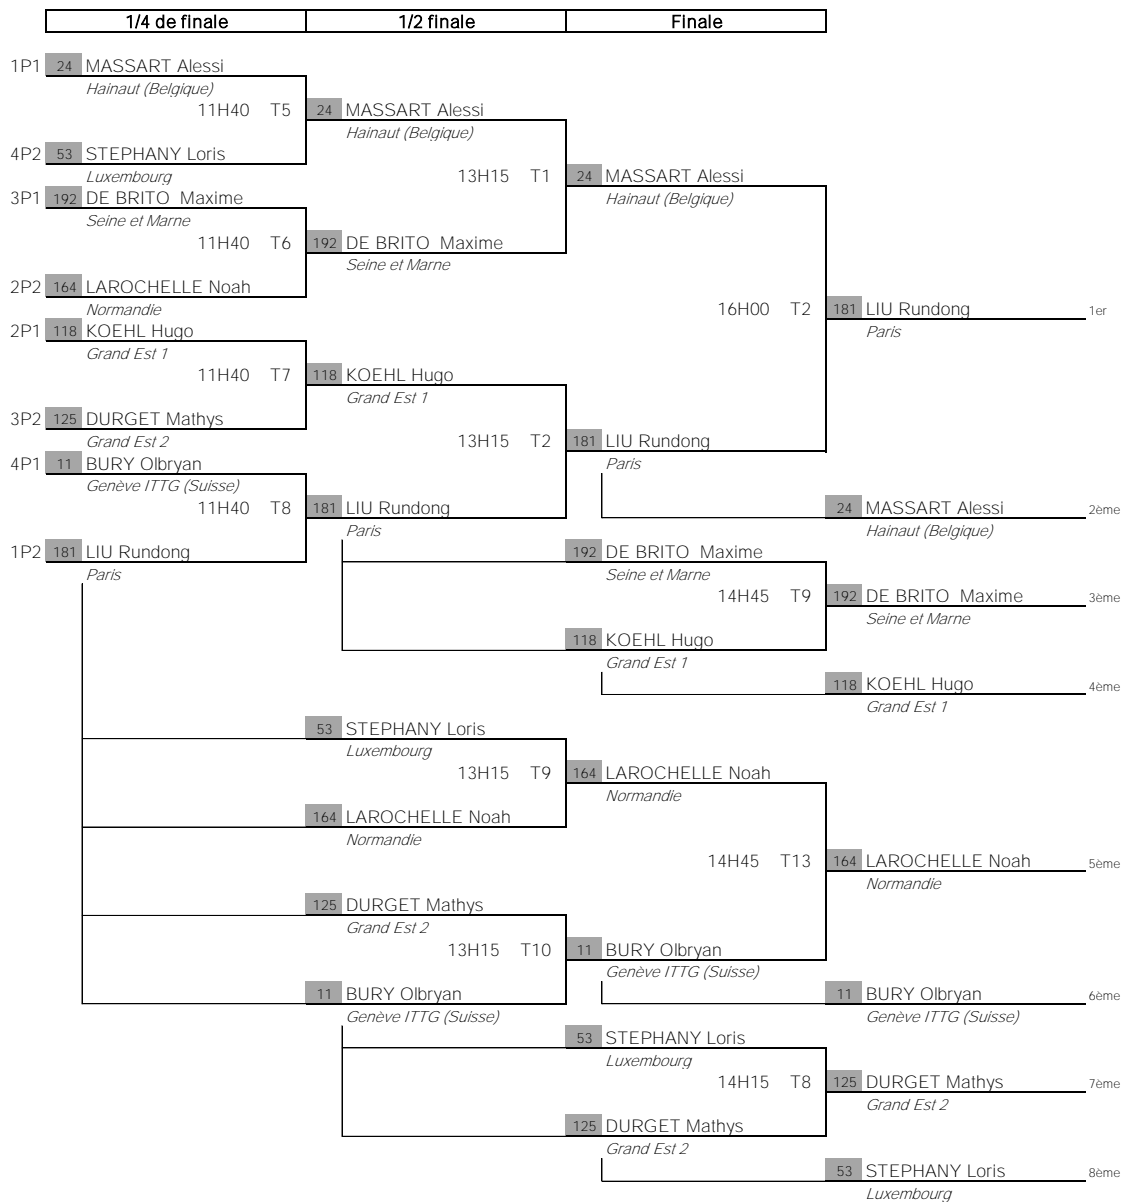 1/4 de finale 1/2 finale Finale
1P1 24 MASSART Alessi
Hainaut (Belgique)
11H40 T5 24 MASSART Alessi
Hainaut (Belgique)
4P2 53 STEPHANY Loris
Luxembourg
13H15 T1 24 MASSART Alessi
Hainaut (Belgique)
3P1 192 DE BRITO Maxime
Seine et Marne
11H40 T6 192 DE BRITO Maxime
Seine et Marne
2P2 164 LAROCHELLE Noah
Normandie
16H00 T2 181 LIU Rundong 1er
Paris
2P1 118 KOEHL Hugo
Grand Est 1
11H40 T7 118 KOEHL Hugo
Grand Est 1
3P2 125 DURGET Mathys
Grand Est 2
13H15 T2 181 LIU Rundong
Paris
4P1 11 BURY Olbryan
Genève ITTG (Suisse)
11H40 T8 181 LIU Rundong
Paris
24 MASSART Alessi 2ème
Hainaut (Belgique)
1P2 181 LIU Rundong
Paris
192 DE BRITO Maxime
Seine et Marne
14H45 T9 192 DE BRITO Maxime 3ème
Seine et Marne
118 KOEHL Hugo
Grand Est 1
118 KOEHL Hugo 4ème
Grand Est 1
53 STEPHANY Loris
Luxembourg
13H15 T9 164 LAROCHELLE Noah
Normandie
164 LAROCHELLE Noah
Normandie
14H45 T13 164 LAROCHELLE Noah 5ème
Normandie
125 DURGET Mathys
Grand Est 2
13H15 T10 11 BURY Olbryan
Genève ITTG (Suisse)
11 BURY Olbryan
Genève ITTG (Suisse)
11 BURY Olbryan 6ème
Genève ITTG (Suisse)
53 STEPHANY Loris
Luxembourg
14H15 T8 125 DURGET Mathys 7ème
Grand Est 2
125 DURGET Mathys
Grand Est 2
53 STEPHANY Loris 8ème
Luxembourg